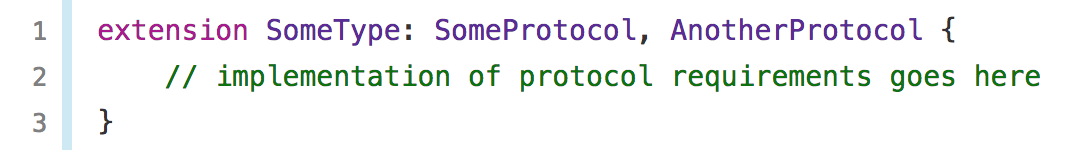 1 extension SomeType: SomeProtocol, AnotherProtocol {
2     // implementation of protocol requirements goes here
3 }